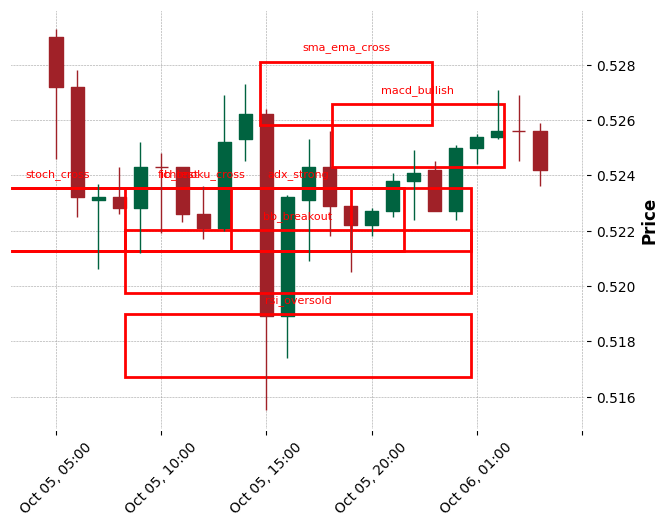 sma_ema_cross
macd_bullish
stoch_cross
adx_strong
rsi_oversold
0.528
0.526
0.524
0.522
0.520
0.518
0.516
Price
Oct 05, 05:00
Oct 05, 10:00
Oct 05, 15:00
Oct 05, 20:00
Oct 06, 01:00